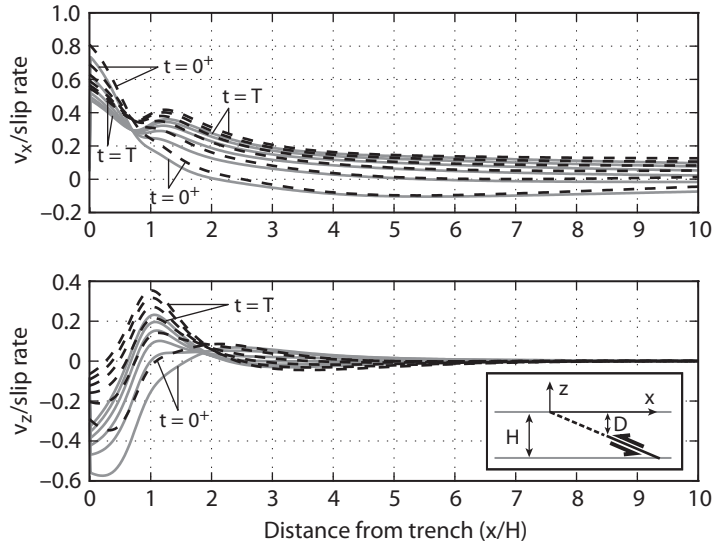 1.0
0.8
0.6
0.4
0.2
0
−0.2
vx/slip rate
t = 0+
t = T
t = T
t = 0+
0 1 2 3 4 5 6 7 8 9 10
0.4
0.2
0
−0.2
−0.4
−0.6
vz/slip rate
t = T
t = 0+
z
x
H
D
0 1 2 3 4 5 6 7 8 9 10
Distance from trench (x/H)